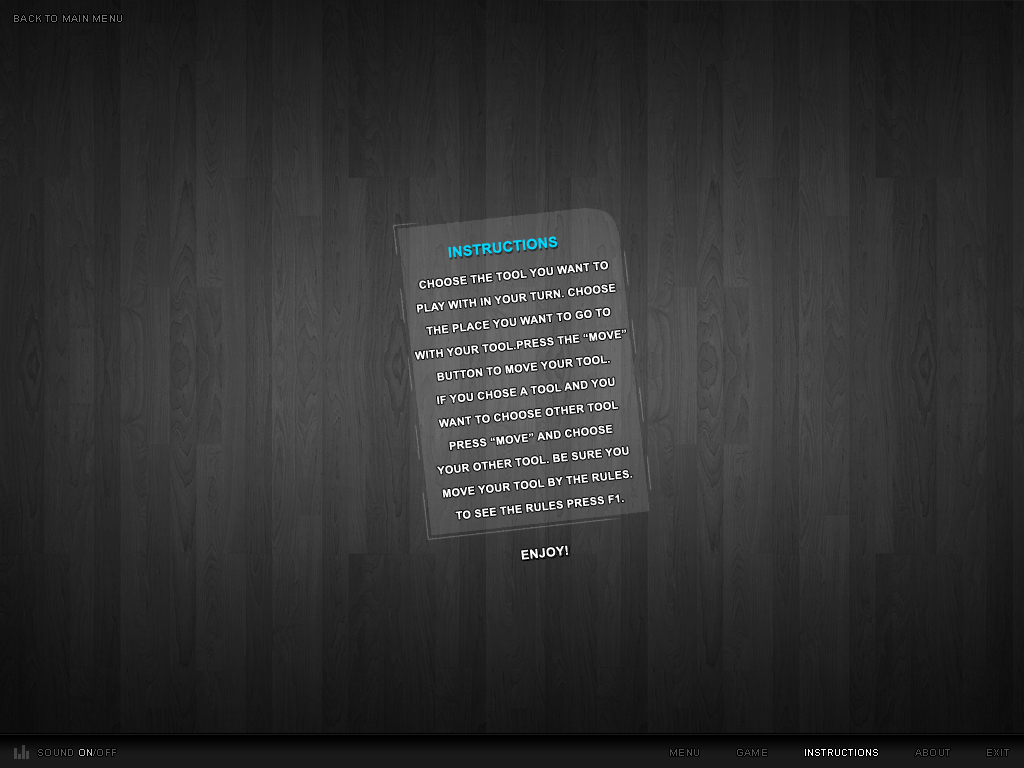 BACK TO MAIN MENU
INSTRUCTIONS
CHOOSE THE TOOL YOU WANT TO
PLAY WITH IN YOUR TURN. CHOOSE
THE PLACE YOU WANT TO GO TO
WITH YOUR TOOL.PRESS THE “MOVE”
BUTTON TO MOVE YOUR TOOL.
IF YOU CHOSE A TOOL AND YOU
WANT TO CHOOSE OTHER TOOL
PRESS “MOVE” AND CHOOSE
YOUR OTHER TOOL. BE SURE YOU
MOVE YOUR TOOL BY THE RULES.
TO SEE THE RULES PRESS F1.
ENJOY!
SOUND ON/OFF
MENU GAME INSTRUCTIONS ABOUT EXIT